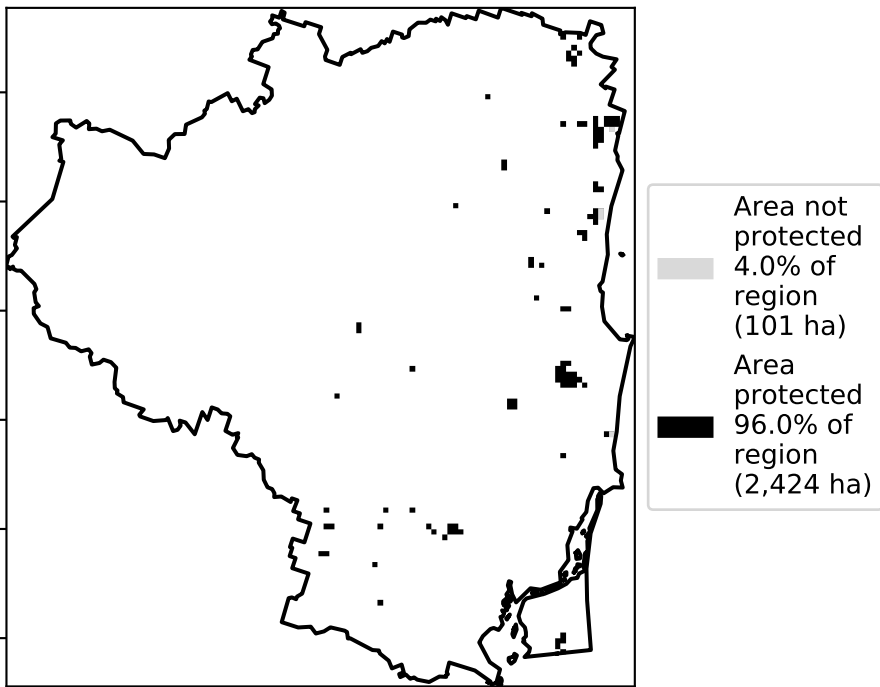 Area not
protected
4.0% of
region
(101 ha)
Area
protected
96.0% of
region
(2,424 ha)